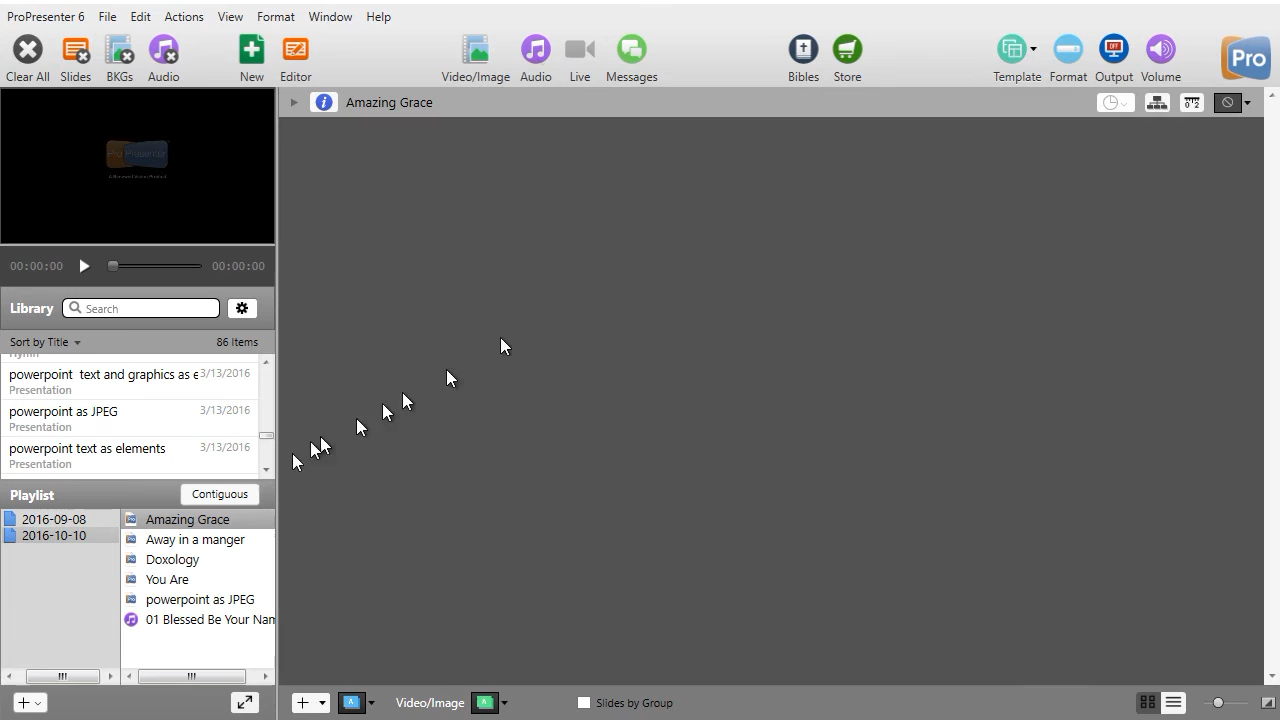 ProPresenter 6 File Edit Actions View Format Window Help
Clear All Slides BKGs Audio New Editor Video/Image Audio Live Messages Bibles Store Template Format Output Volume
Pro
OFF
Amazing Grace
Pro Presenter
00:00:00 00:00:00
Library Search
Sort by Title 86 Items
Hymn
powerpoint text and graphics as e 3/13/2016
Presentation
powerpoint as JPEG 3/13/2016
Presentation
powerpoint text as elements 3/13/2016
Presentation
Playlist Contiguous
2016-09-08 Amazing Grace
2016-10-10 Away in a manger
Doxology
You Are
powerpoint as JPEG
01 Blessed Be Your Nam
Video/Image Slides by Group